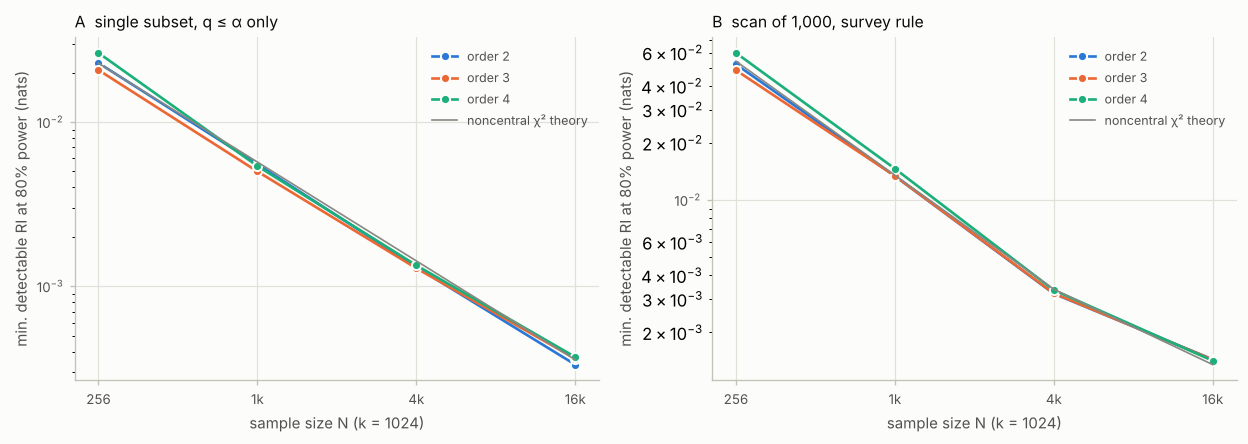 A single subset, q ≤ α only
min. detectable RI at 80% power (nats)
10⁻²
10⁻³
256
1k
4k
16k
sample size N (k = 1024)
order 2
order 3
order 4
noncentral χ² theory
B scan of 1,000, survey rule
min. detectable RI at 80% power (nats)
6 × 10⁻²
4 × 10⁻²
3 × 10⁻²
2 × 10⁻²
10⁻²
6 × 10⁻³
4 × 10⁻³
3 × 10⁻³
2 × 10⁻³
256
1k
4k
16k
sample size N (k = 1024)
order 2
order 3
order 4
noncentral χ² theory